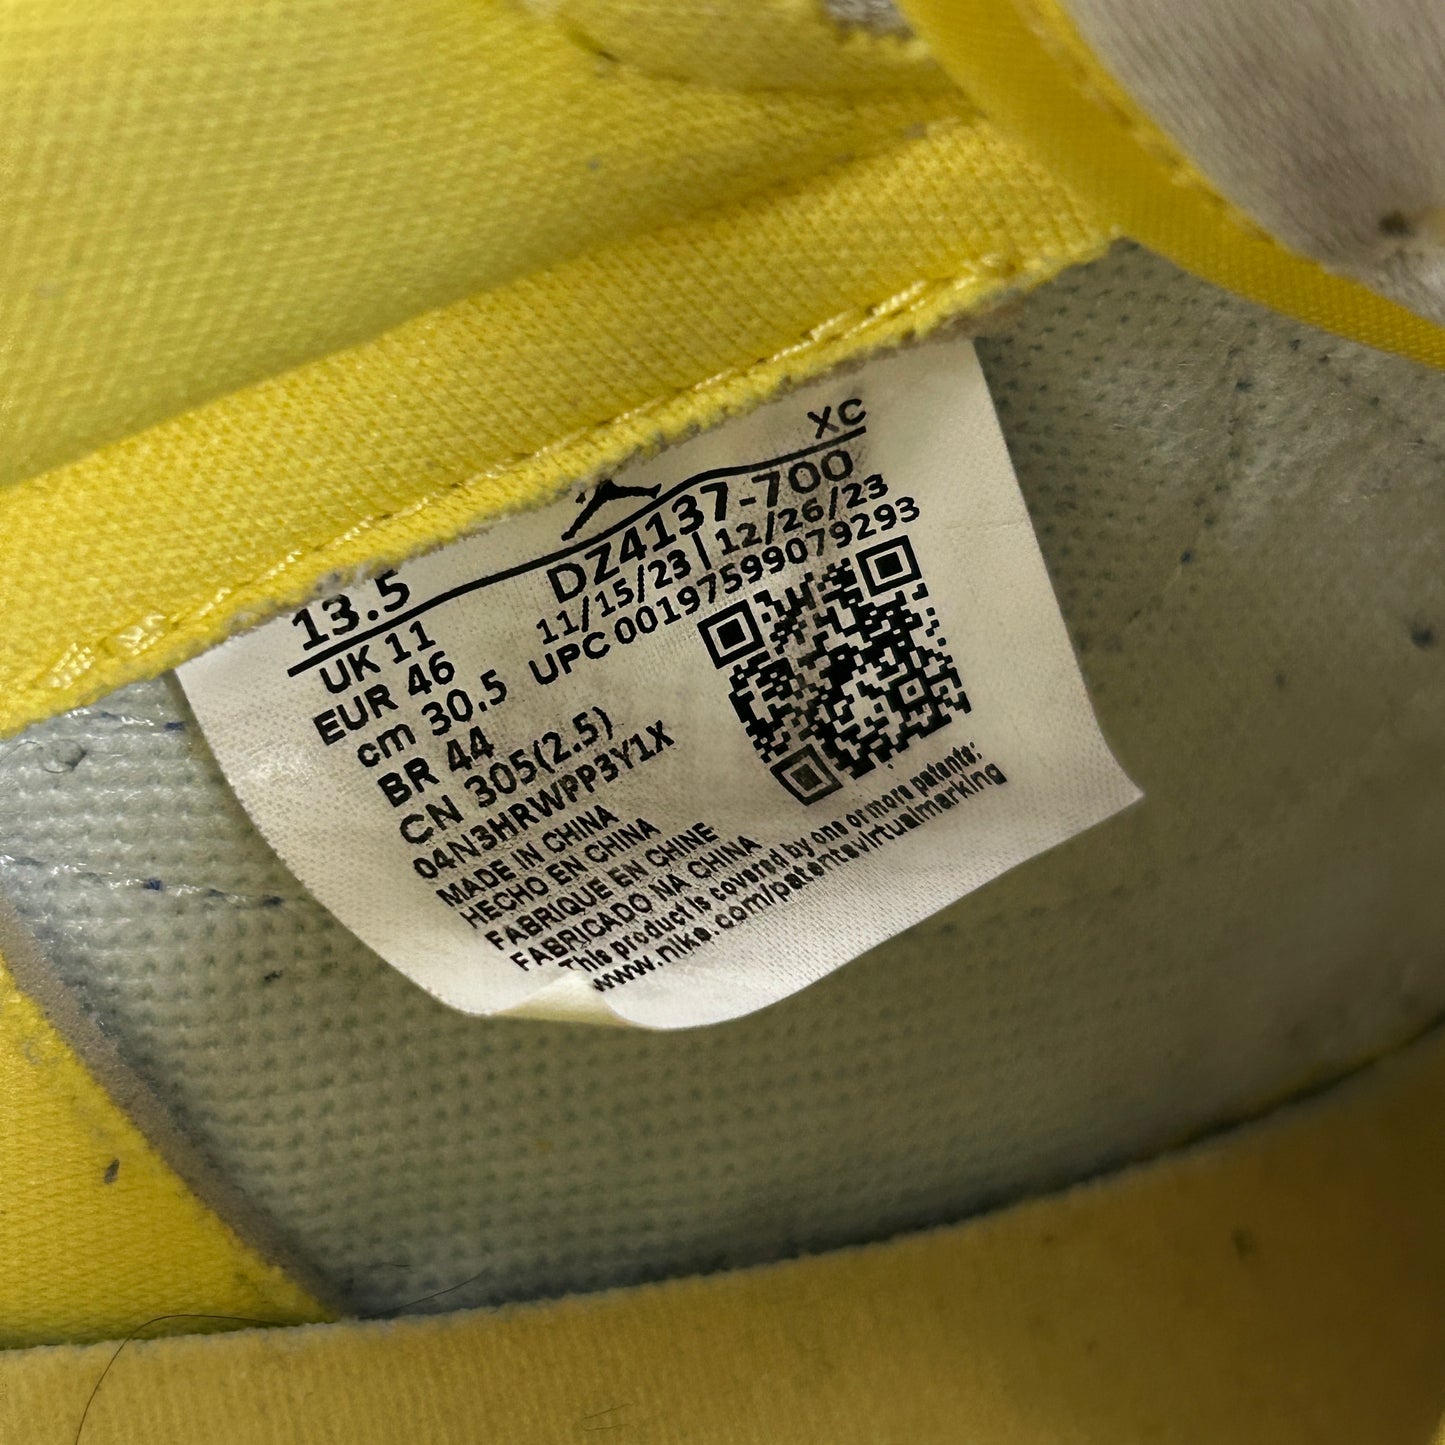 XC
13.5
DZ4137-700
UK 11
11/15/23 | 12/26/23
EUR 46
UPC 00197599079293
cm 30,5
BR 44
CN 305(2.5)
04N3HRWPP3Y1X
MADE IN CHINA
HECHO EN CHINA
FABRIQUE EN CHINE
FABRICADO NA CHINA
This product is covered by one or more patents:
www.nike.com/patentsvirtualmarking